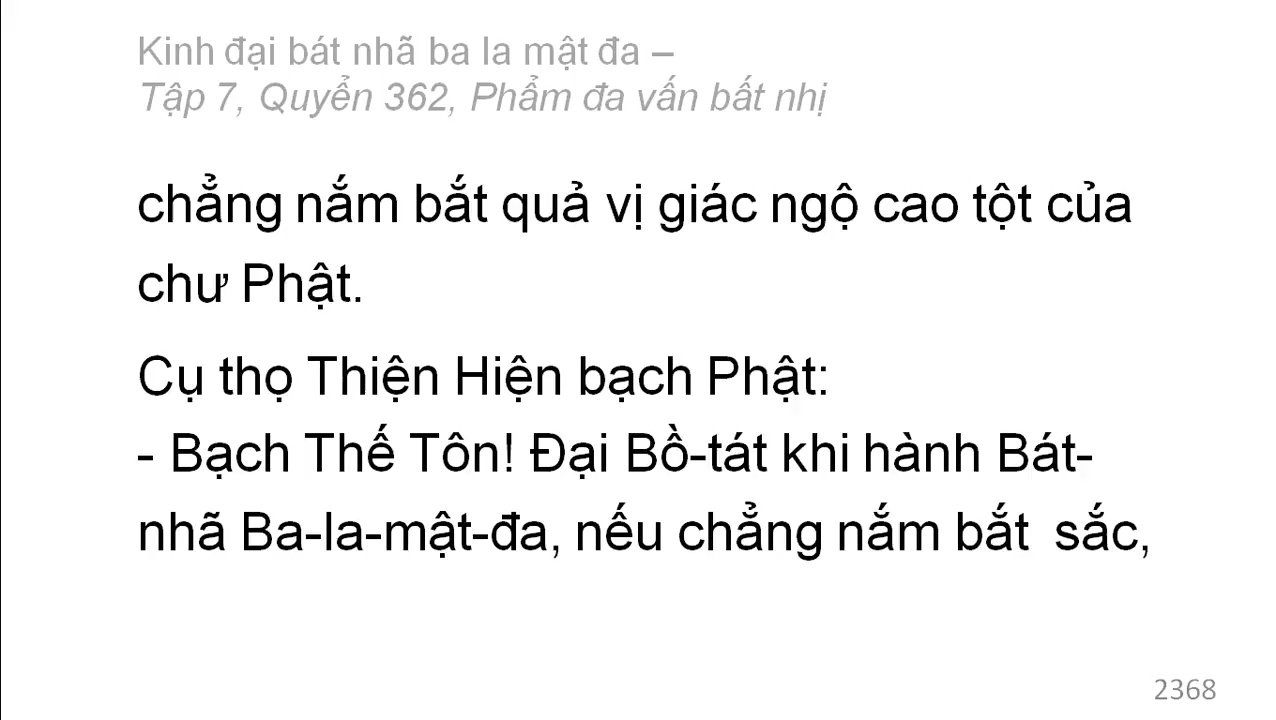 Kinh đại bát nhã ba la mật đa –
Tập 7, Quyển 362, Phẩm đa vấn bất nhị
chẳng nắm bắt quả vị giác ngộ cao tột của
chư Phật.
Cụ thọ Thiện Hiện bạch Phật:
- Bạch Thế Tôn! Đại Bồ-tát khi hành Bát-
nhã Ba-la-mật-đa, nếu chẳng nắm bắt sắc,
2368